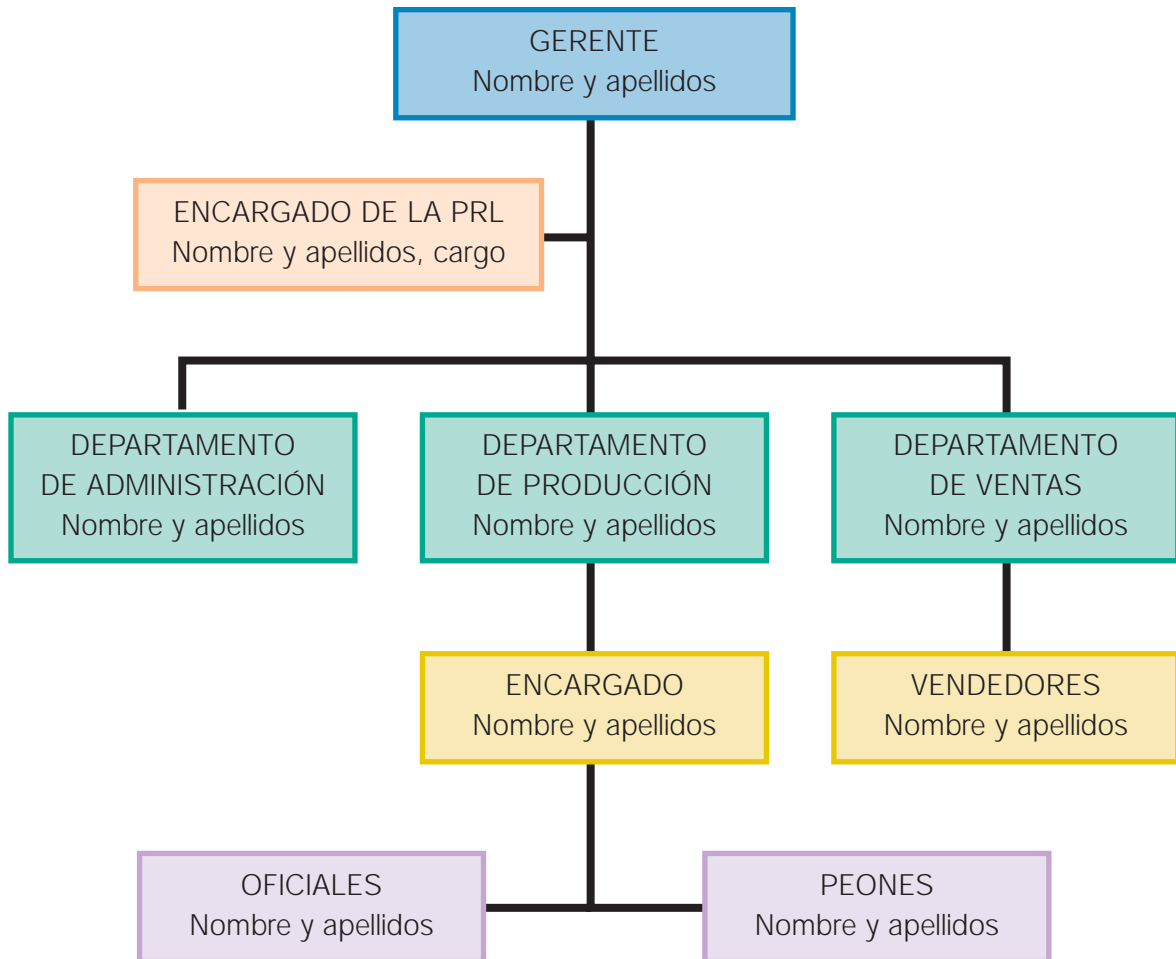 GERENTE
Nombre y apellidos
ENCARGADO DE LA PRL
Nombre y apellidos, cargo
DEPARTAMENTO
DE ADMINISTRACIÓN
Nombre y apellidos
DEPARTAMENTO
DE PRODUCCIÓN
Nombre y apellidos
DEPARTAMENTO
DE VENTAS
Nombre y apellidos
ENCARGADO
Nombre y apellidos
VENDEDORES
Nombre y apellidos
OFICIALES
Nombre y apellidos
PEONES
Nombre y apellidos